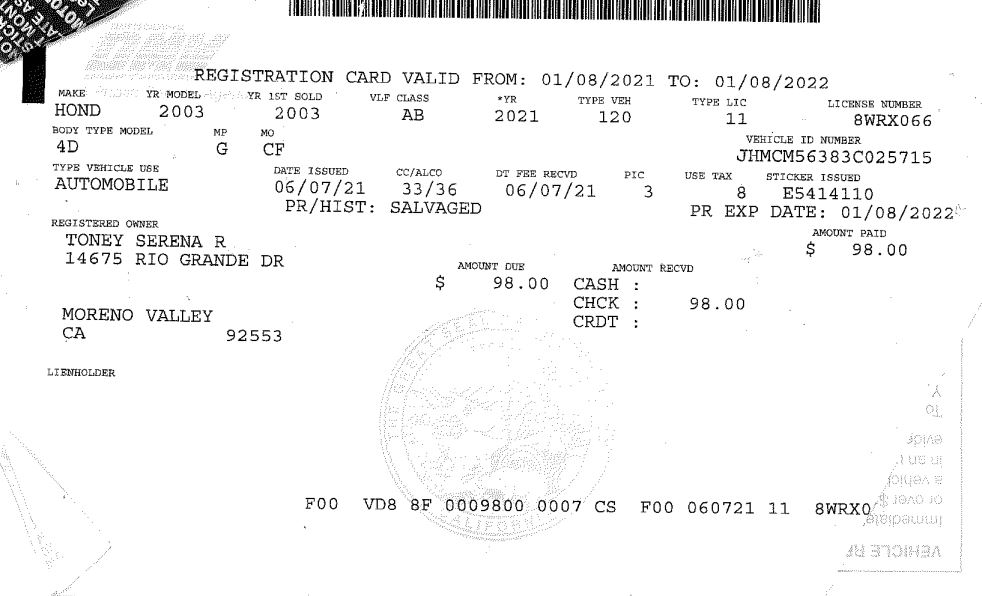 REGISTRATION CARD VALID FROM: 01/08/2021 TO: 01/08/2022
MAKE YR MODEL YR 1ST SOLD VLF CLASS *YR TYPE VEH TYPE LIC LICENSE NUMBER
HOND 2003 2003 AB 2021 120 11 8WRX066
BODY TYPE MODEL MP MO VEHICLE ID NUMBER
4D G CF JHMCM56383C025715
TYPE VEHICLE USE DATE ISSUED CC/ALCO DT FEE RECVD PIC USE TAX STICKER ISSUED
AUTOMOBILE 06/07/21 33/36 06/07/21 3 8 E5414110
PR/HIST: SALVAGED PR EXP DATE: 01/08/2022
REGISTERED OWNER AMOUNT PAID
TONEY SERENA R $ 98.00
14675 RIO GRANDE DR
AMOUNT DUE AMOUNT RECVD
$ 98.00 CASH :
CHCK : 98.00
CRDT :
MORENO VALLEY
CA 92553
LIENHOLDER
F00 VD8 8F 0009800 0007 CS F00 060721 11 8WRX0